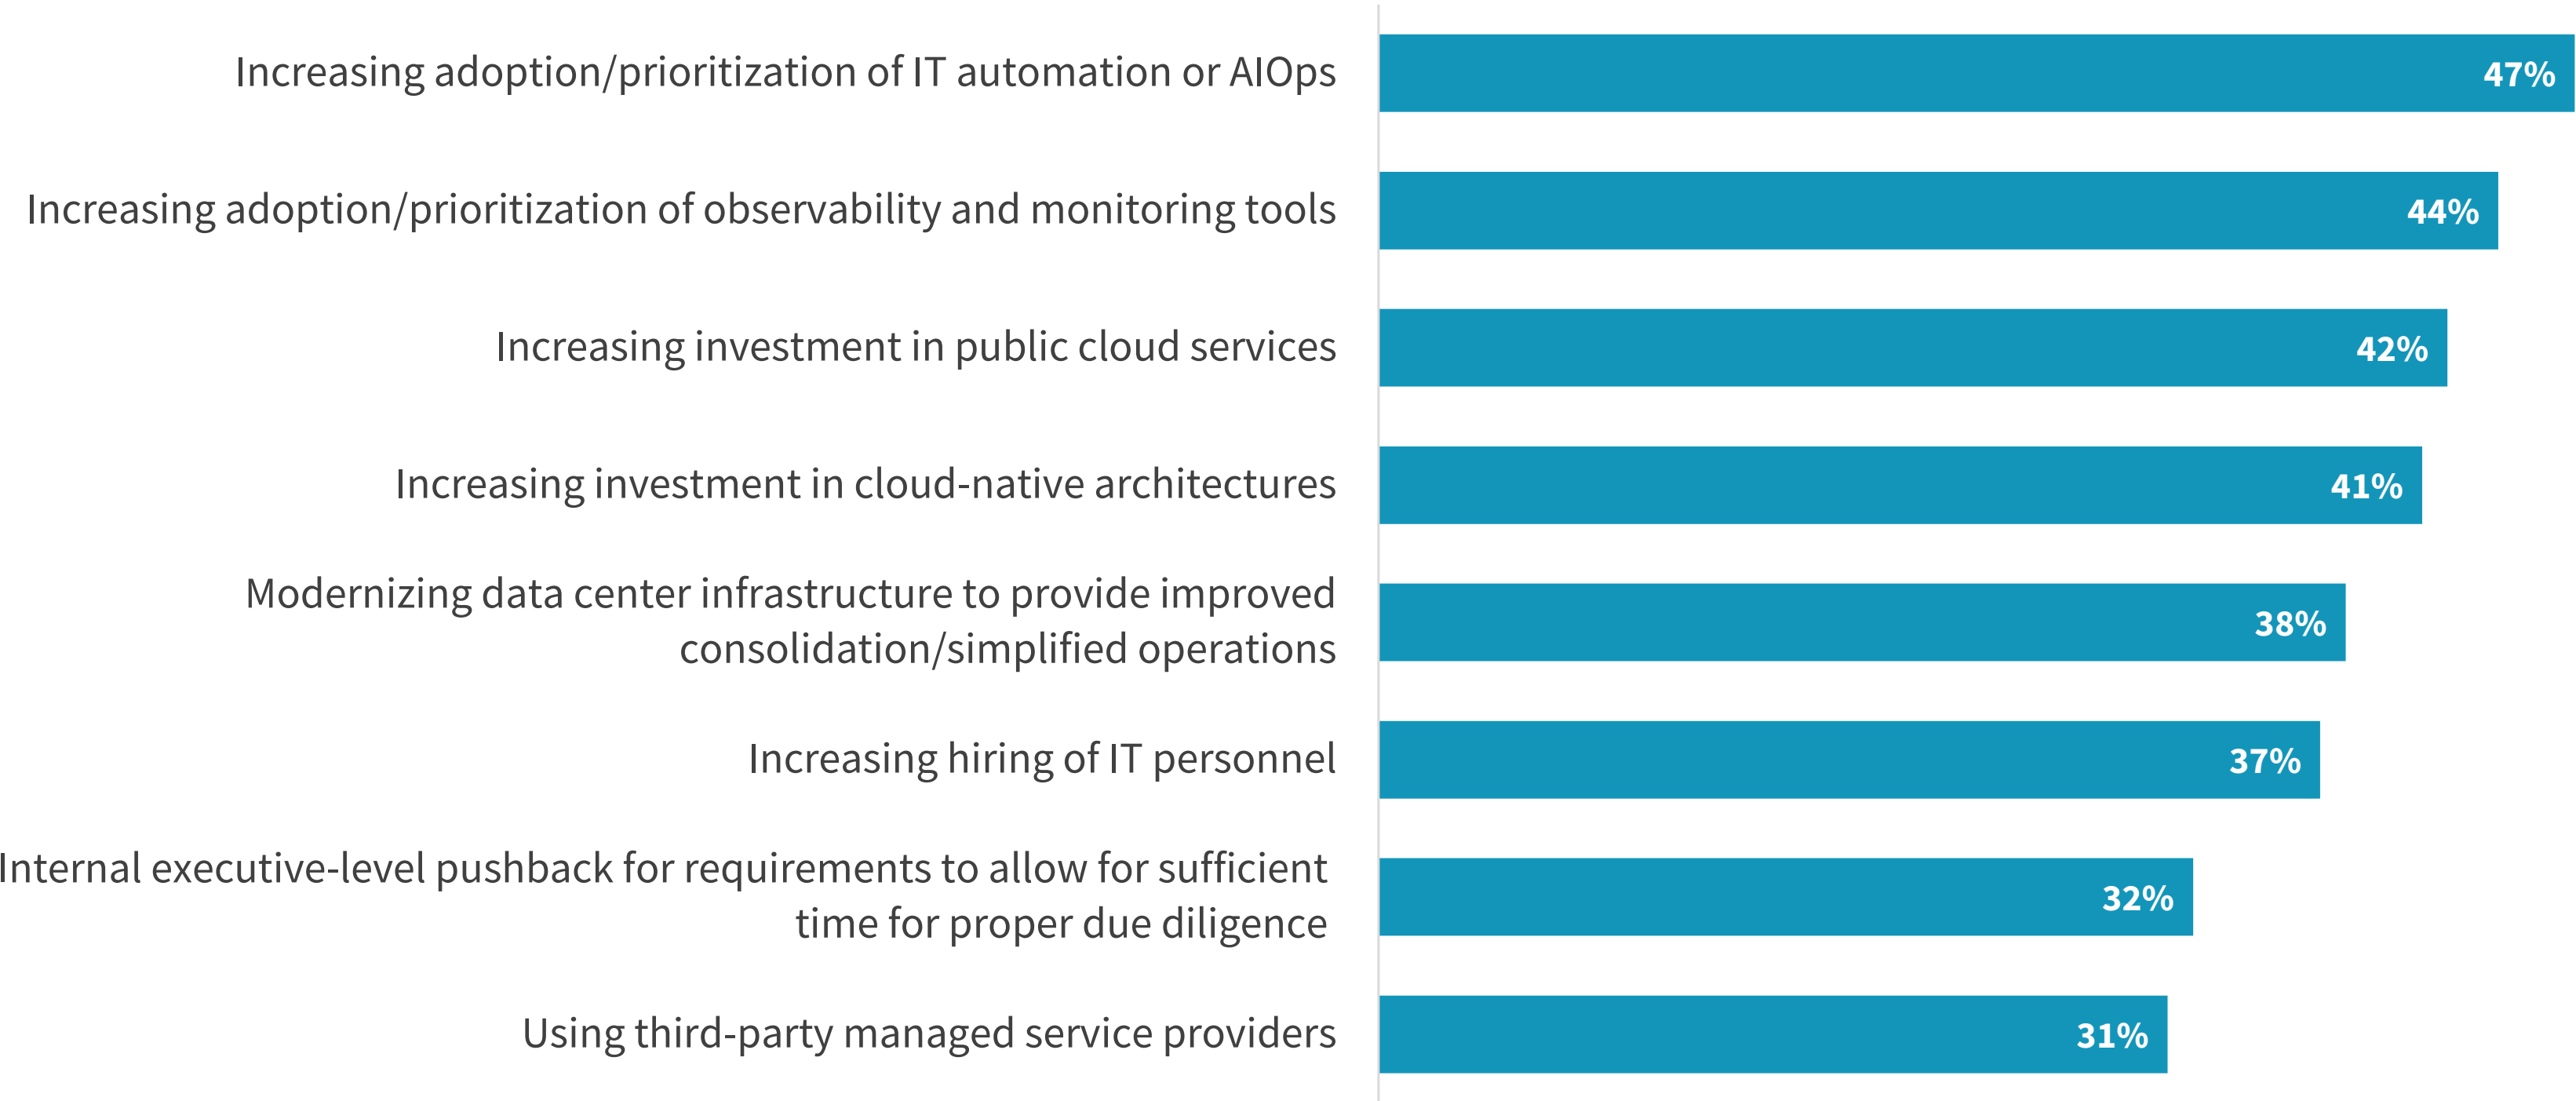 Increasing adoption/prioritization of IT automation or AIOps
47%
Increasing adoption/prioritization of observability and monitoring tools
44%
Increasing investment in public cloud services
42%
Increasing investment in cloud-native architectures
41%
Modernizing data center infrastructure to provide improved
consolidation/simplified operations
38%
Increasing hiring of IT personnel
37%
Internal executive-level pushback for requirements to allow for sufficient
time for proper due diligence
32%
Using third-party managed service providers
31%